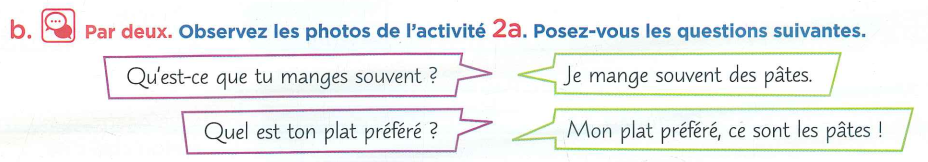 b. Par deux. Observez les photos de l'activité 2a. Posez-vous les questions suivantes.
Qu'est-ce que tu manges souvent ? Je mange souvent des pâtes.
Quel est ton plat préféré ? Mon plat préféré, ce sont les pâtes !